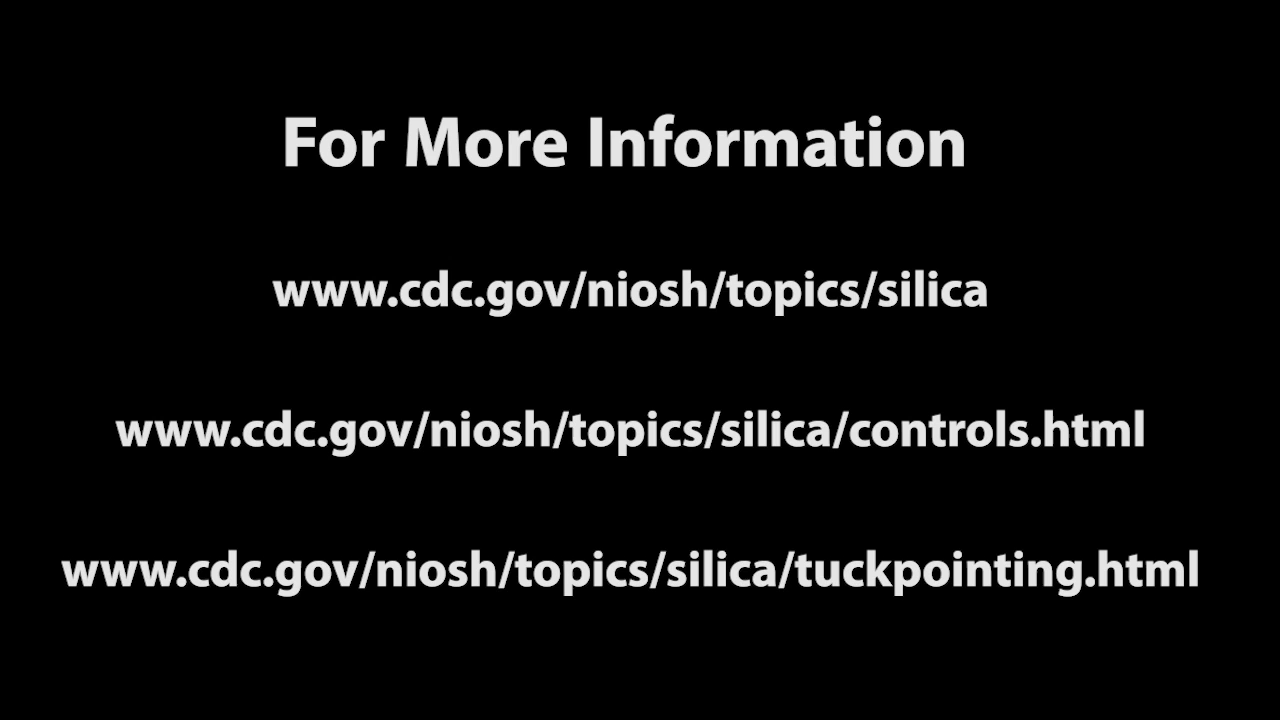 For More Information
www.cdc.gov/niosh/topics/silica
www.cdc.gov/niosh/topics/silica/controls.html
www.cdc.gov/niosh/topics/silica/tuckpointing.html